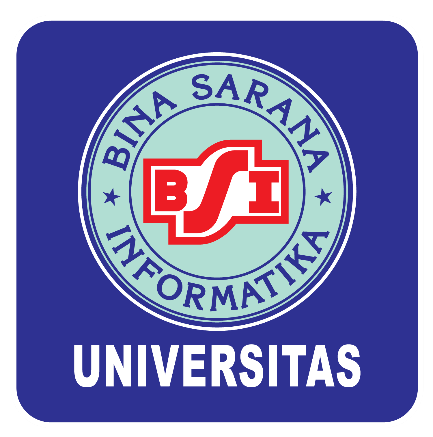 BINA SARANA
BSI
INFORMATIKA
UNIVERSITAS